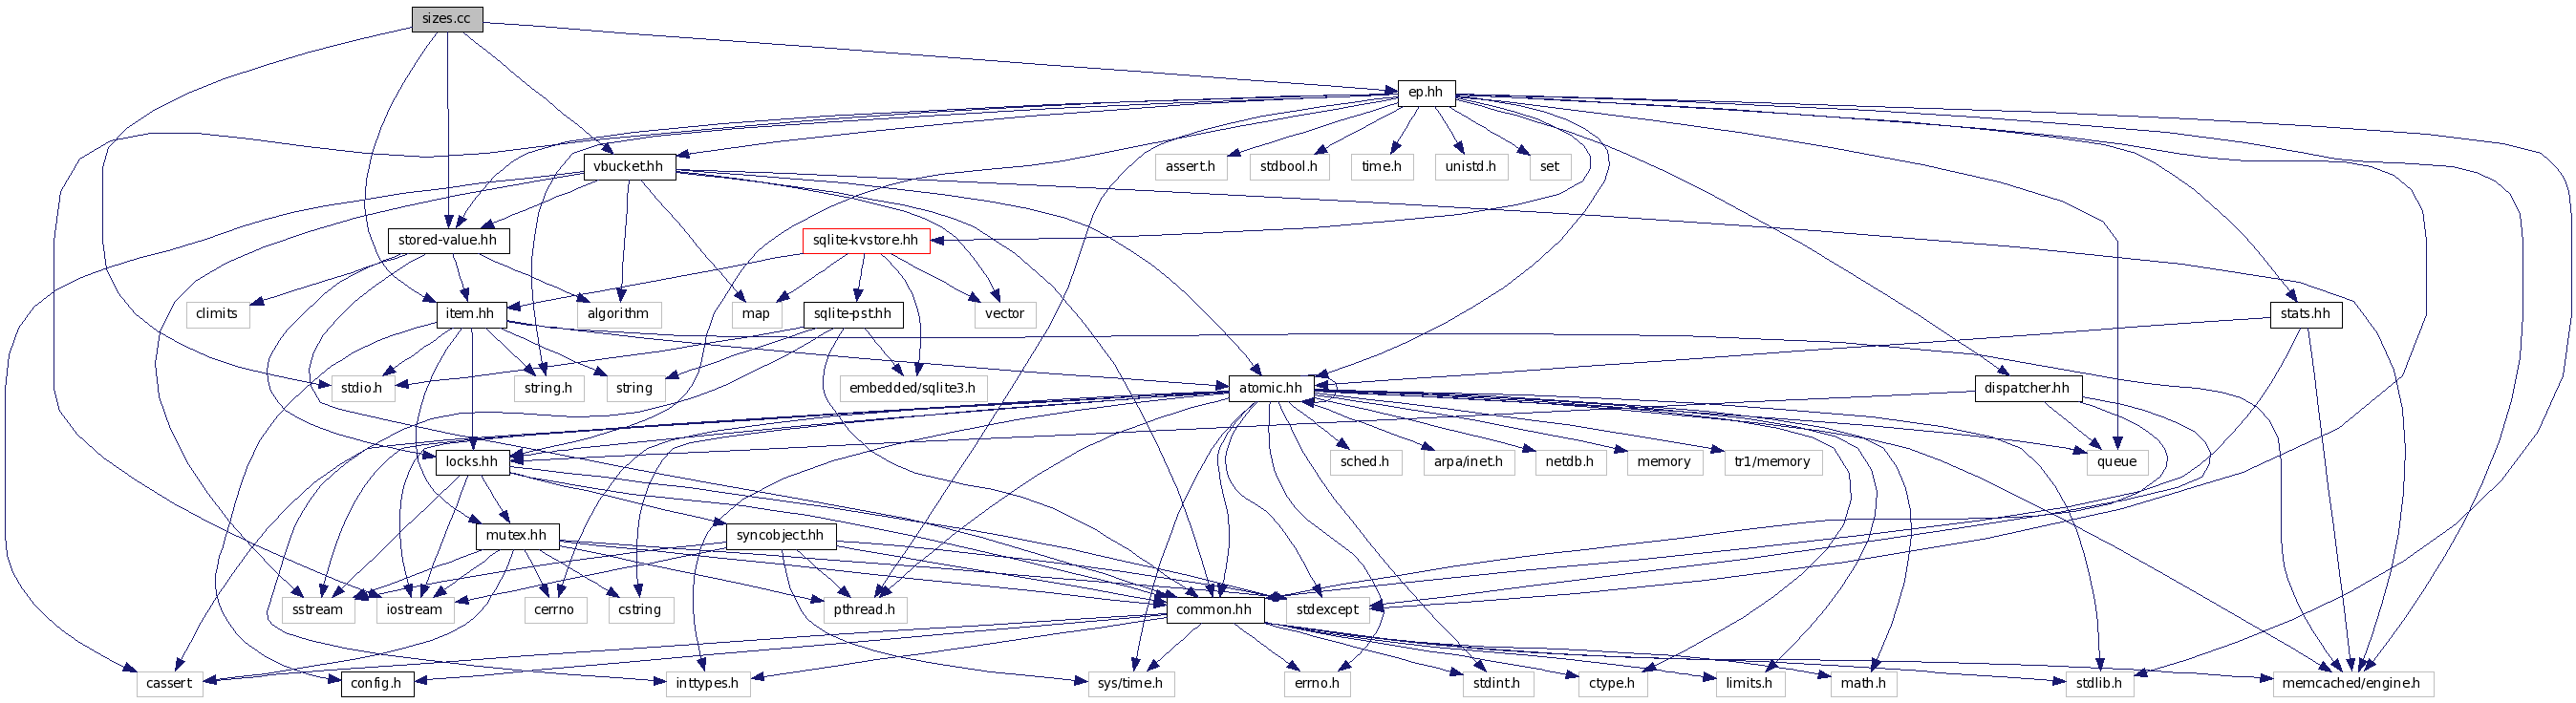 sizes.cc
ep.hh
vbucket.hh
assert.h
stdbool.h
time.h
unistd.h
set
stored-value.hh
sqlite-kvstore.hh
climits
item.hh
algorithm
map
sqlite-pst.hh
vector
stats.hh
stdio.h
string.h
string
embedded/sqlite3.h
atomic.hh
dispatcher.hh
locks.hh
sched.h
arpa/inet.h
netdb.h
memory
tr1/memory
queue
mutex.hh
syncobject.hh
sstream
iostream
cerrno
cstring
pthread.h
common.hh
stdexcept
cassert
config.h
inttypes.h
sys/time.h
errno.h
stdint.h
ctype.h
limits.h
math.h
stdlib.h
memcached/engine.h